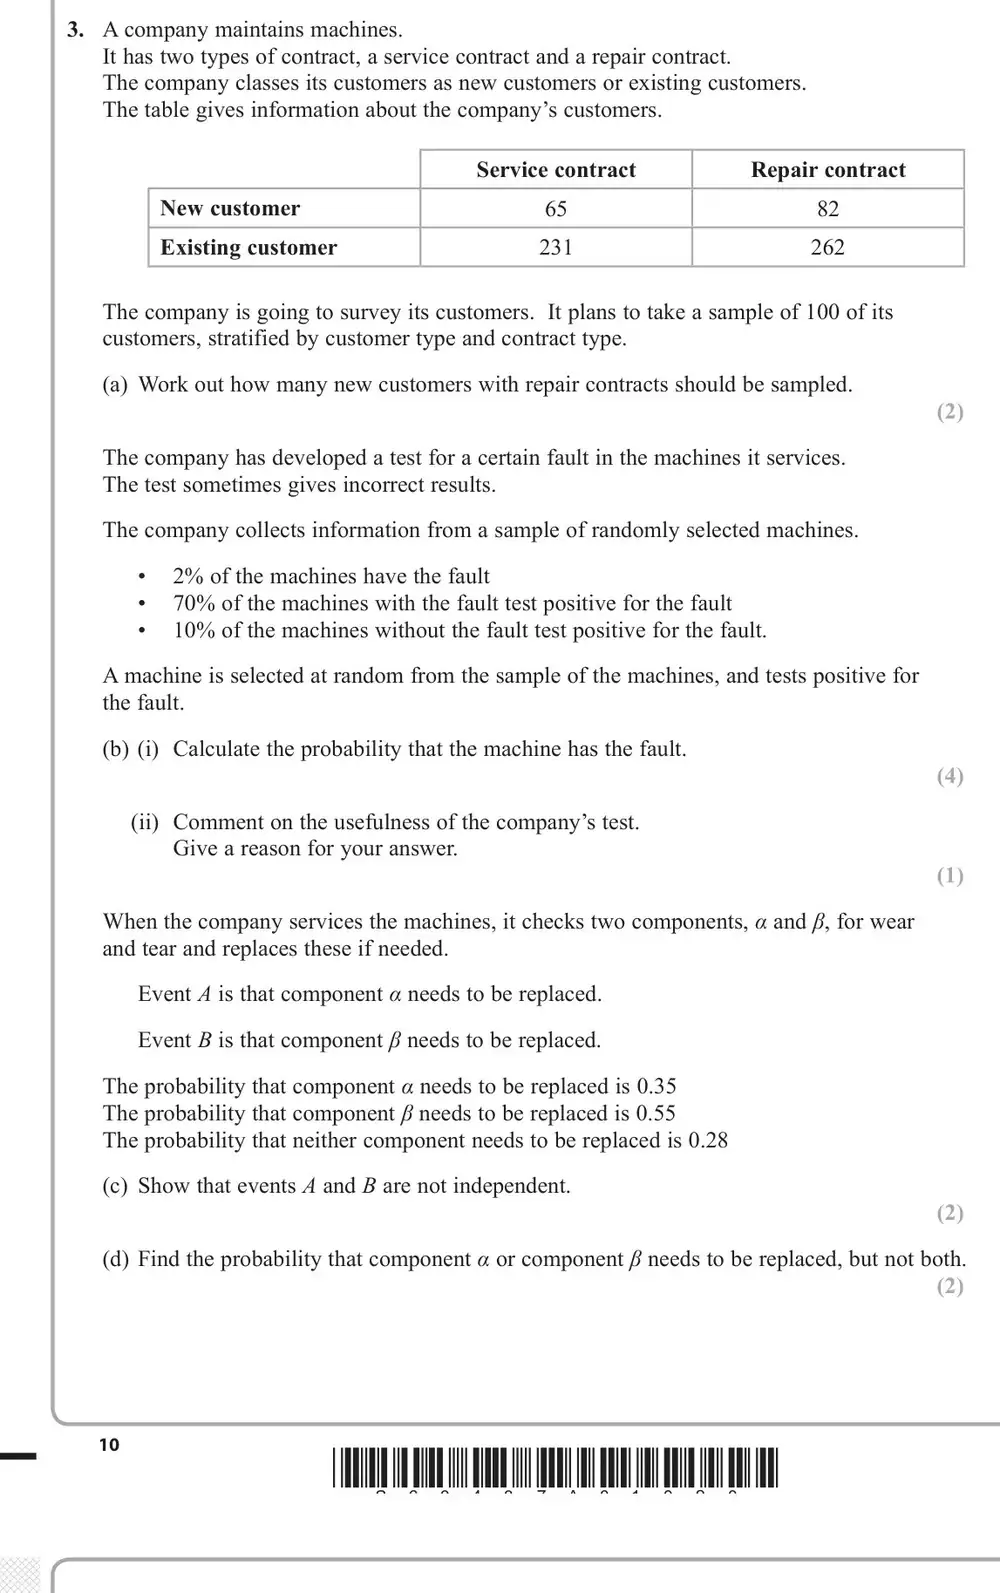 3. A company maintains machines.
It has two types of contract, a service contract and a repair contract.
The company classes its customers as new customers or existing customers.
The table gives information about the company's customers.
Service contract Repair contract
New customer 65 82
Existing customer 231 262
The company is going to survey its customers. It plans to take a sample of 100 of its
customers, stratified by customer type and contract type.
(a) Work out how many new customers with repair contracts should be sampled.
(2)
The company has developed a test for a certain fault in the machines it services.
The test sometimes gives incorrect results.
The company collects information from a sample of randomly selected machines.
• 2% of the machines have the fault
• 70% of the machines with the fault test positive for the fault
• 10% of the machines without the fault test positive for the fault.
A machine is selected at random from the sample of the machines, and tests positive for
the fault.
(b) (i) Calculate the probability that the machine has the fault.
(4)
(ii) Comment on the usefulness of the company's test.
Give a reason for your answer.
(1)
When the company services the machines, it checks two components, α and β, for wear
and tear and replaces these if needed.
Event A is that component α needs to be replaced.
Event B is that component β needs to be replaced.
The probability that component α needs to be replaced is 0.35
The probability that component β needs to be replaced is 0.55
The probability that neither component needs to be replaced is 0.28
(c) Show that events A and B are not independent.
(2)
(d) Find the probability that component α or component β needs to be replaced, but not both.
(2)
10